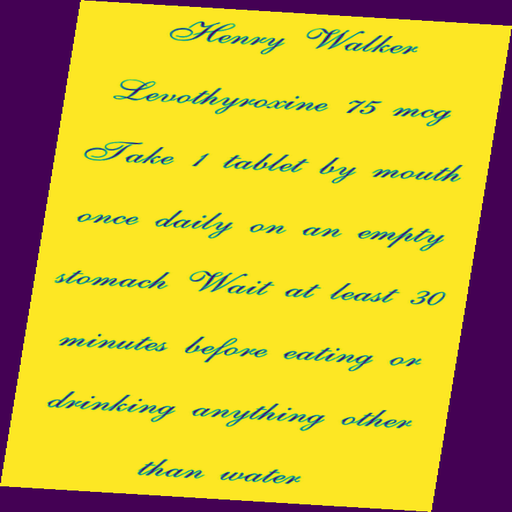 Henry Walker
Levothyroxine 75 mcg
Take 1 tablet by mouth
once daily on an empty
stomach Wait at least 30
minutes before eating or
drinking anything other
than water